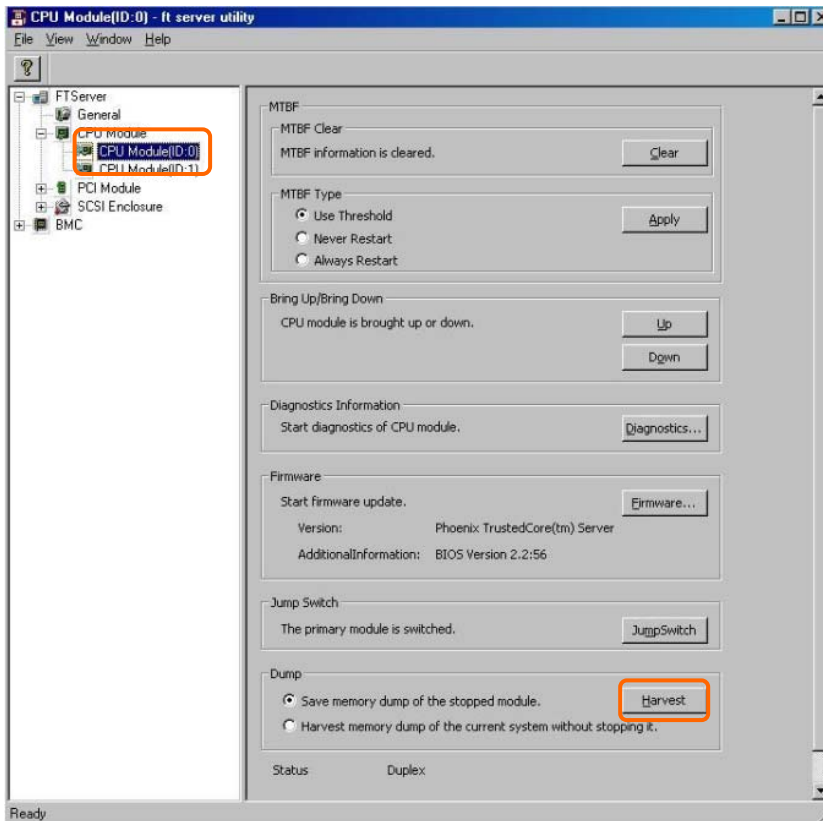 CPU Module(ID:0) - ft server utility
File View Window Help
FTServer
General
CPU Module
CPU Module(ID:0)
CPU Module(ID:1)
PCI Module
SCSI Enclosure
BMC
MTBF
MTBF Clear
MTBF information is cleared.
Clear
MTBF Type
Use Threshold
Apply
Never Restart
Always Restart
Bring Up/Bring Down
CPU module is brought up or down.
Up
Down
Diagnostics Information
Start diagnostics of CPU module.
Diagnostics...
Firmware
Start firmware update.
Firmware...
Version: Phoenix TrustedCore(tm) Server
AdditionalInformation: BIOS Version 2.2:56
Jump Switch
The primary module is switched.
JumpSwitch
Dump
Save memory dump of the stopped module.
Harvest
Harvest memory dump of the current system without stopping it.
Status Duplex
Ready